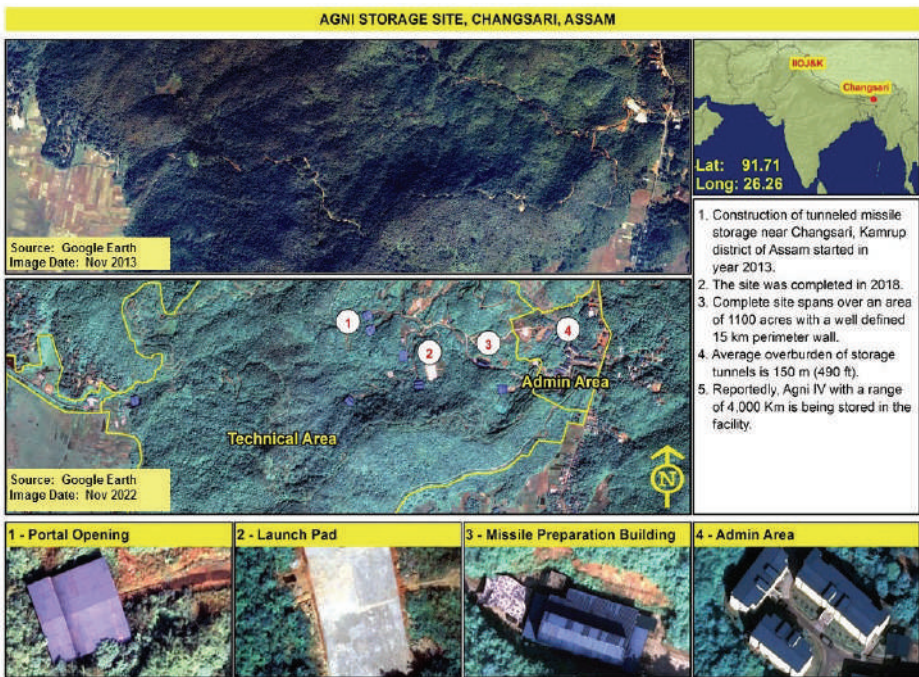 AGNI STORAGE SITE, CHANGSARI, ASSAM
Source: Google Earth
Image Date: Nov 2013
IIOJ&K
Changsari
Lat: 91.71
Long: 26.26
1. Construction of tunneled missile
storage near Changsari, Kamrup
district of Assam started in
year 2013.
2. The site was completed in 2018.
3. Complete site spans over an area
of 1100 acres with a well defined
15 km perimeter wall.
4. Average overburden of storage
tunnels is 150 m (490 ft).
5. Reportedly, Agni IV with a range
of 4,000 Km is being stored in the
facility.
1
2
3
4
Admin Area
Technical Area
Source: Google Earth
Image Date: Nov 2022
N
1 - Portal Opening
2 - Launch Pad
3 - Missile Preparation Building
4 - Admin Area